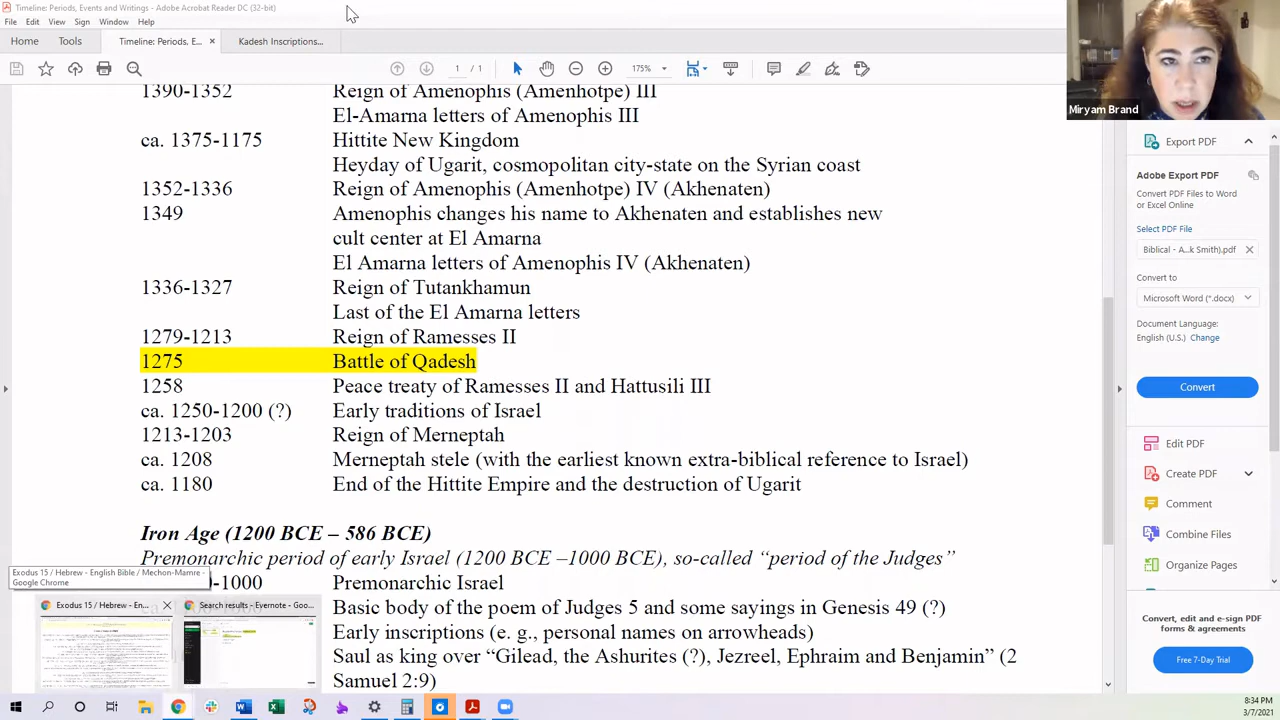 Timeline: Periods, Events and Writings - Adobe Acrobat Reader DC (32-bit)
File Edit View Sign Window Help
Home Tools Timeline: Periods, E... × Kadesh Inscriptions...
1 / 1 175%
Miryam Brand
1390-1352 Reign of Amenophis (Amenhotpe) III
El-Amarna letters of Amenophis III
ca. 1375-1175 Hittite New Kingdom
Heyday of Ugarit, cosmopolitan city-state on the Syrian coast
1352-1336 Reign of Amenophis (Amenhotpe) IV (Akhenaten)
1349 Amenophis changes his name to Akhenaten and establishes new
cult center at El Amarna
El Amarna letters of Amenophis IV (Akhenaten)
1336-1327 Reign of Tutankhamun
Last of the El Amarna letters
1279-1213 Reign of Ramesses II
1275 Battle of Qadesh
1258 Peace treaty of Ramesses II and Hattusili III
ca. 1250-1200 (?) Early traditions of Israel
1213-1203 Reign of Merneptah
ca. 1208 Merneptah stele (with the earliest known extra-biblical reference to Israel)
ca. 1180 End of the Hittite Empire and the destruction of Ugarit
Iron Age (1200 BCE – 586 BCE)
Premonarchic period of early Israel (1200 BCE –1000 BCE), so-called “period of the Judges”
-1000 Premonarchic Israel
Basic body of the poem of Judges 5 and some sayings in Genesis 49 (?)
Early inscriptions (e. g., personal names on arrowheads)
Saul as king over “Gilead, the Ashurites (?), Jezreel, Ephraim and Benjamin” (2
Samuel 2:9)
Exodus 15 / Hebrew - English Bible / Mechon-Mamre -
Google Chrome
Exodus 15 / Hebrew - En... × Search results - Evernote - Goo...
Export PDF
Adobe Export PDF
Convert PDF Files to Word
or Excel Online
Select PDF File
Biblical - A...k Smith).pdf ×
Convert to
Microsoft Word (*.docx)
Document Language:
English (U.S.) Change
Convert
Edit PDF
Create PDF
Comment
Combine Files
Organize Pages
Convert, edit and e-sign PDF
forms & agreements
Free 7-Day Trial
8:34 PM
3/7/2021